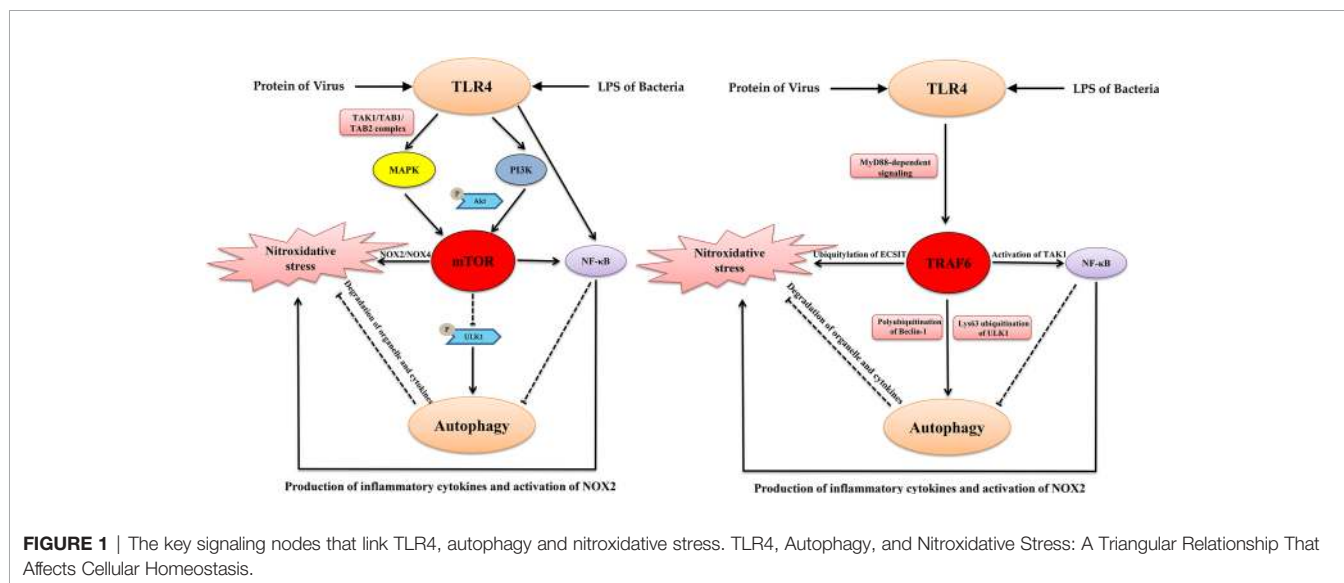 Protein of Virus
TLR4
LPS of Bacteria
TAK1/TAB1/
TAB2 complex
MAPK
PI3K
P
Akt
Nitroxidative
stress
NOX2/NOX4
mTOR
NF-κB
P
ULK1
Degradation of organelle and cytokines
Autophagy
Production of inflammatory cytokines and activation of NOX2
Protein of Virus
TLR4
LPS of Bacteria
MyD88-dependent
signaling
Nitroxidative
stress
Ubiquitylation of ECSIT
TRAF6
Activation of TAK1
NF-κB
Polyubiquitination
of Beclin-1
Lys63 ubiquitination
of ULK1
Degradation of organelle and cytokines
Autophagy
Production of inflammatory cytokines and activation of NOX2
FIGURE 1 | The key signaling nodes that link TLR4, autophagy and nitroxidative stress. TLR4, Autophagy, and Nitroxidative Stress: A Triangular Relationship That
Affects Cellular Homeostasis.